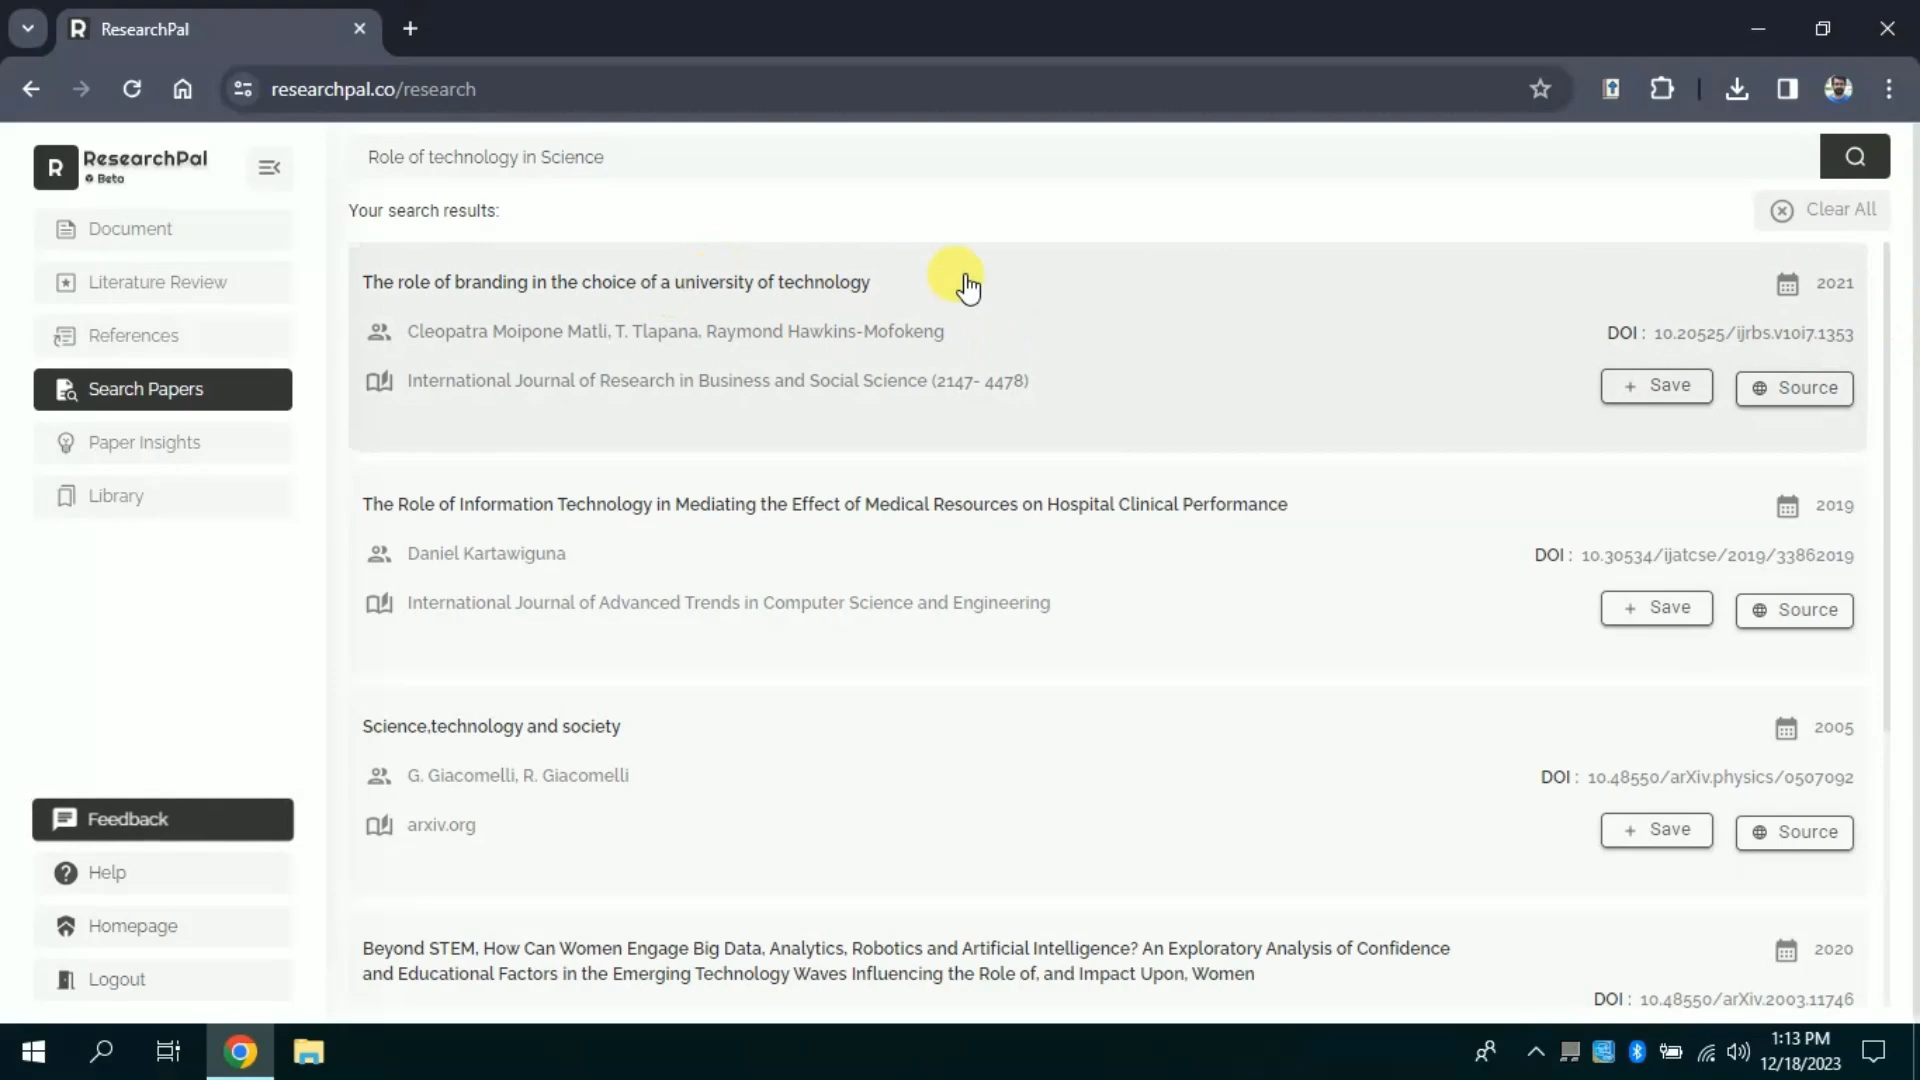 ResearchPal
researchpal.co/research
R
ResearchPal
Beta
Document
Literature Review
References
Search Papers
Paper Insights
Library
Feedback
Help
Homepage
Logout
Role of technology in Science
Your search results:
Clear All
The role of branding in the choice of a university of technology
2021
Cleopatra Moipone Matli, T. Tlapana, Raymond Hawkins-Mofokeng
DOI : 10.20525/ijrbs.v10i7.1353
International Journal of Research in Business and Social Science (2147- 4478)
+ Save
Source
The Role of Information Technology in Mediating the Effect of Medical Resources on Hospital Clinical Performance
2019
Daniel Kartawiguna
DOI : 10.30534/ijatcse/2019/33862019
International Journal of Advanced Trends in Computer Science and Engineering
+ Save
Source
Science,technology and society
2005
G. Giacomelli, R. Giacomelli
DOI : 10.48550/arXiv.physics/0507092
arxiv.org
+ Save
Source
Beyond STEM, How Can Women Engage Big Data, Analytics, Robotics and Artificial Intelligence? An Exploratory Analysis of Confidence
and Educational Factors in the Emerging Technology Waves Influencing the Role of, and Impact Upon, Women
2020
DOI : 10.48550/arXiv.2003.11746
1:13 PM
12/18/2023